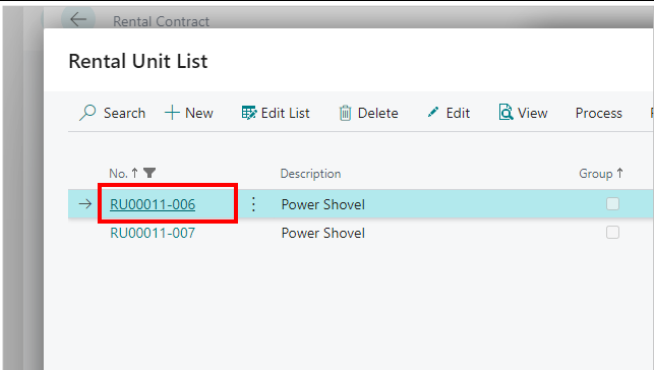 Rental Contract
Rental Unit List
Search New Edit List Delete Edit View Process
No. ↑ Description Group ↑
→ RU00011-006 ⋮ Power Shovel
RU00011-007 Power Shovel